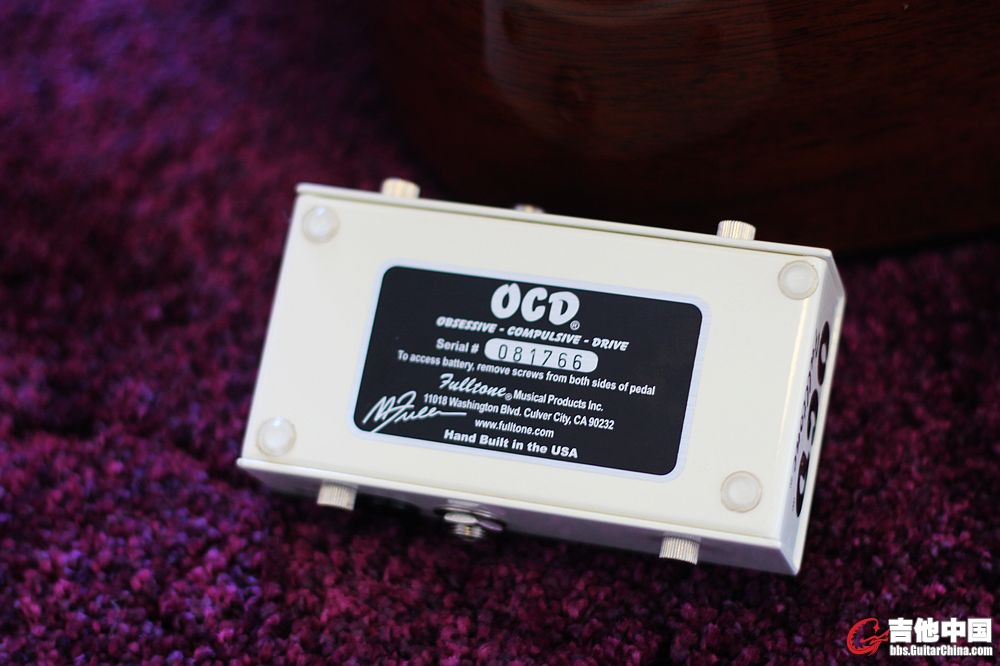 OCD®
OBSESSIVE - COMPULSIVE - DRIVE
Serial # 081766
To access battery, remove screws from both sides of pedal
Fulltone® Musical Products Inc.
11018 Washington Blvd. Culver City, CA 90232
www.fulltone.com
Hand Built in the USA
吉他中国
bbs.GuitarChina.com